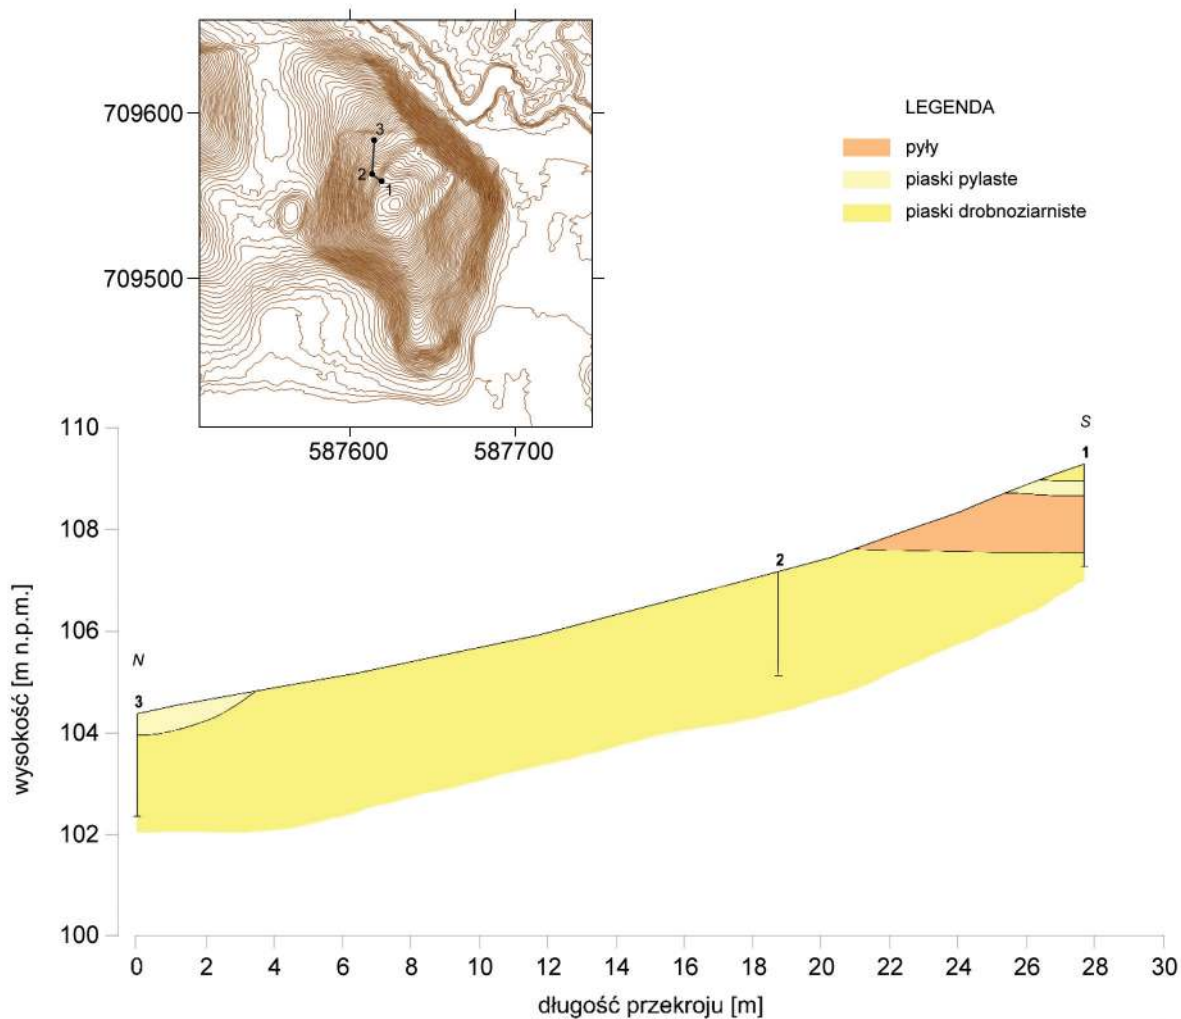 709600
709500
587600 587700
3
2
1
LEGENDA
pyły
piaski pylaste
piaski drobnoziarniste
wysokość [m n.p.m.]
110
108
106
104
102
100
S
1
2
N
3
0 2 4 6 8 10 12 14 16 18 20 22 24 26 28 30
długość przekroju [m]